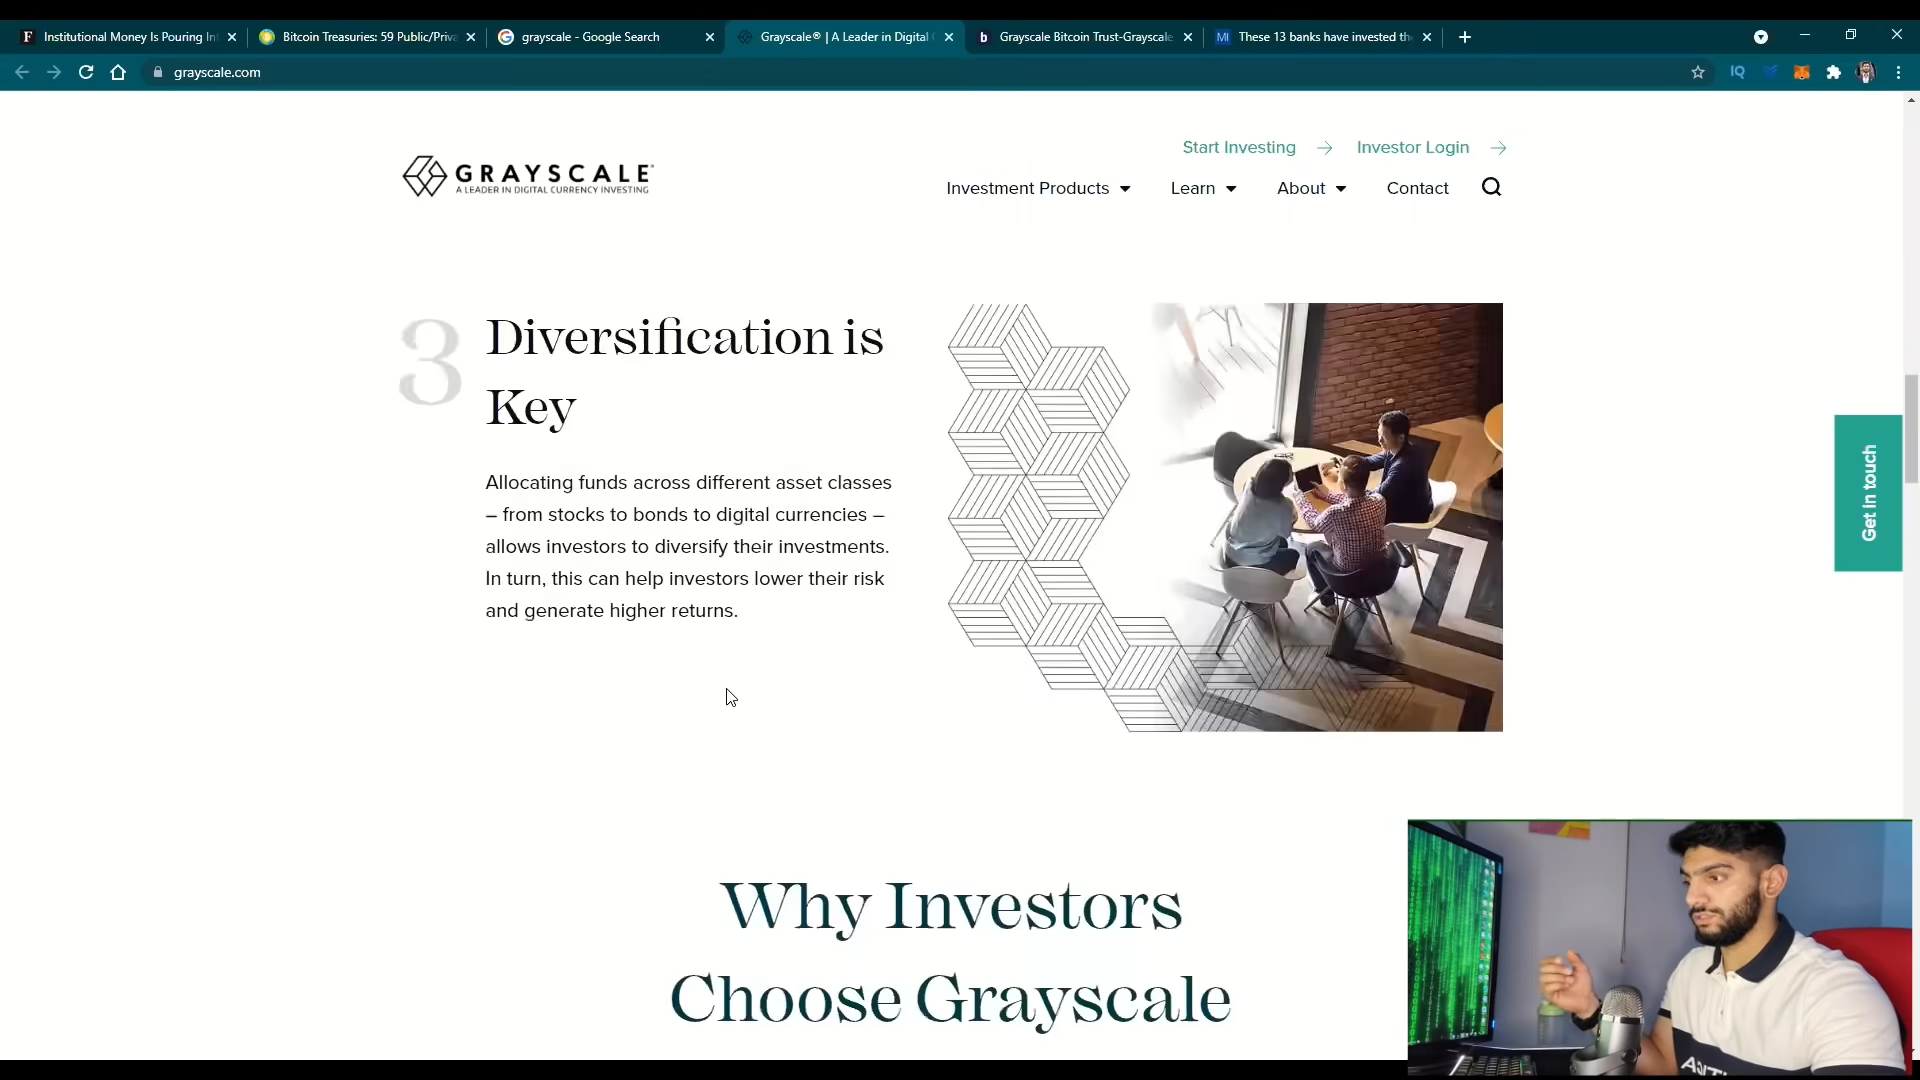 Institutional Money Is Pouring In
Bitcoin Treasuries: 59 Public/Priva
grayscale - Google Search
Grayscale® | A Leader in Digital C
Grayscale Bitcoin Trust-Grayscale
These 13 banks have invested th
grayscale.com
IQ
Start Investing
Investor Login
GRAYSCALE
A LEADER IN DIGITAL CURRENCY INVESTING
Investment Products
Learn
About
Contact
3
Diversification is
Key
Allocating funds across different asset classes
– from stocks to bonds to digital currencies –
allows investors to diversify their investments.
In turn, this can help investors lower their risk
and generate higher returns.
Get in touch
Why Investors
Choose Grayscale